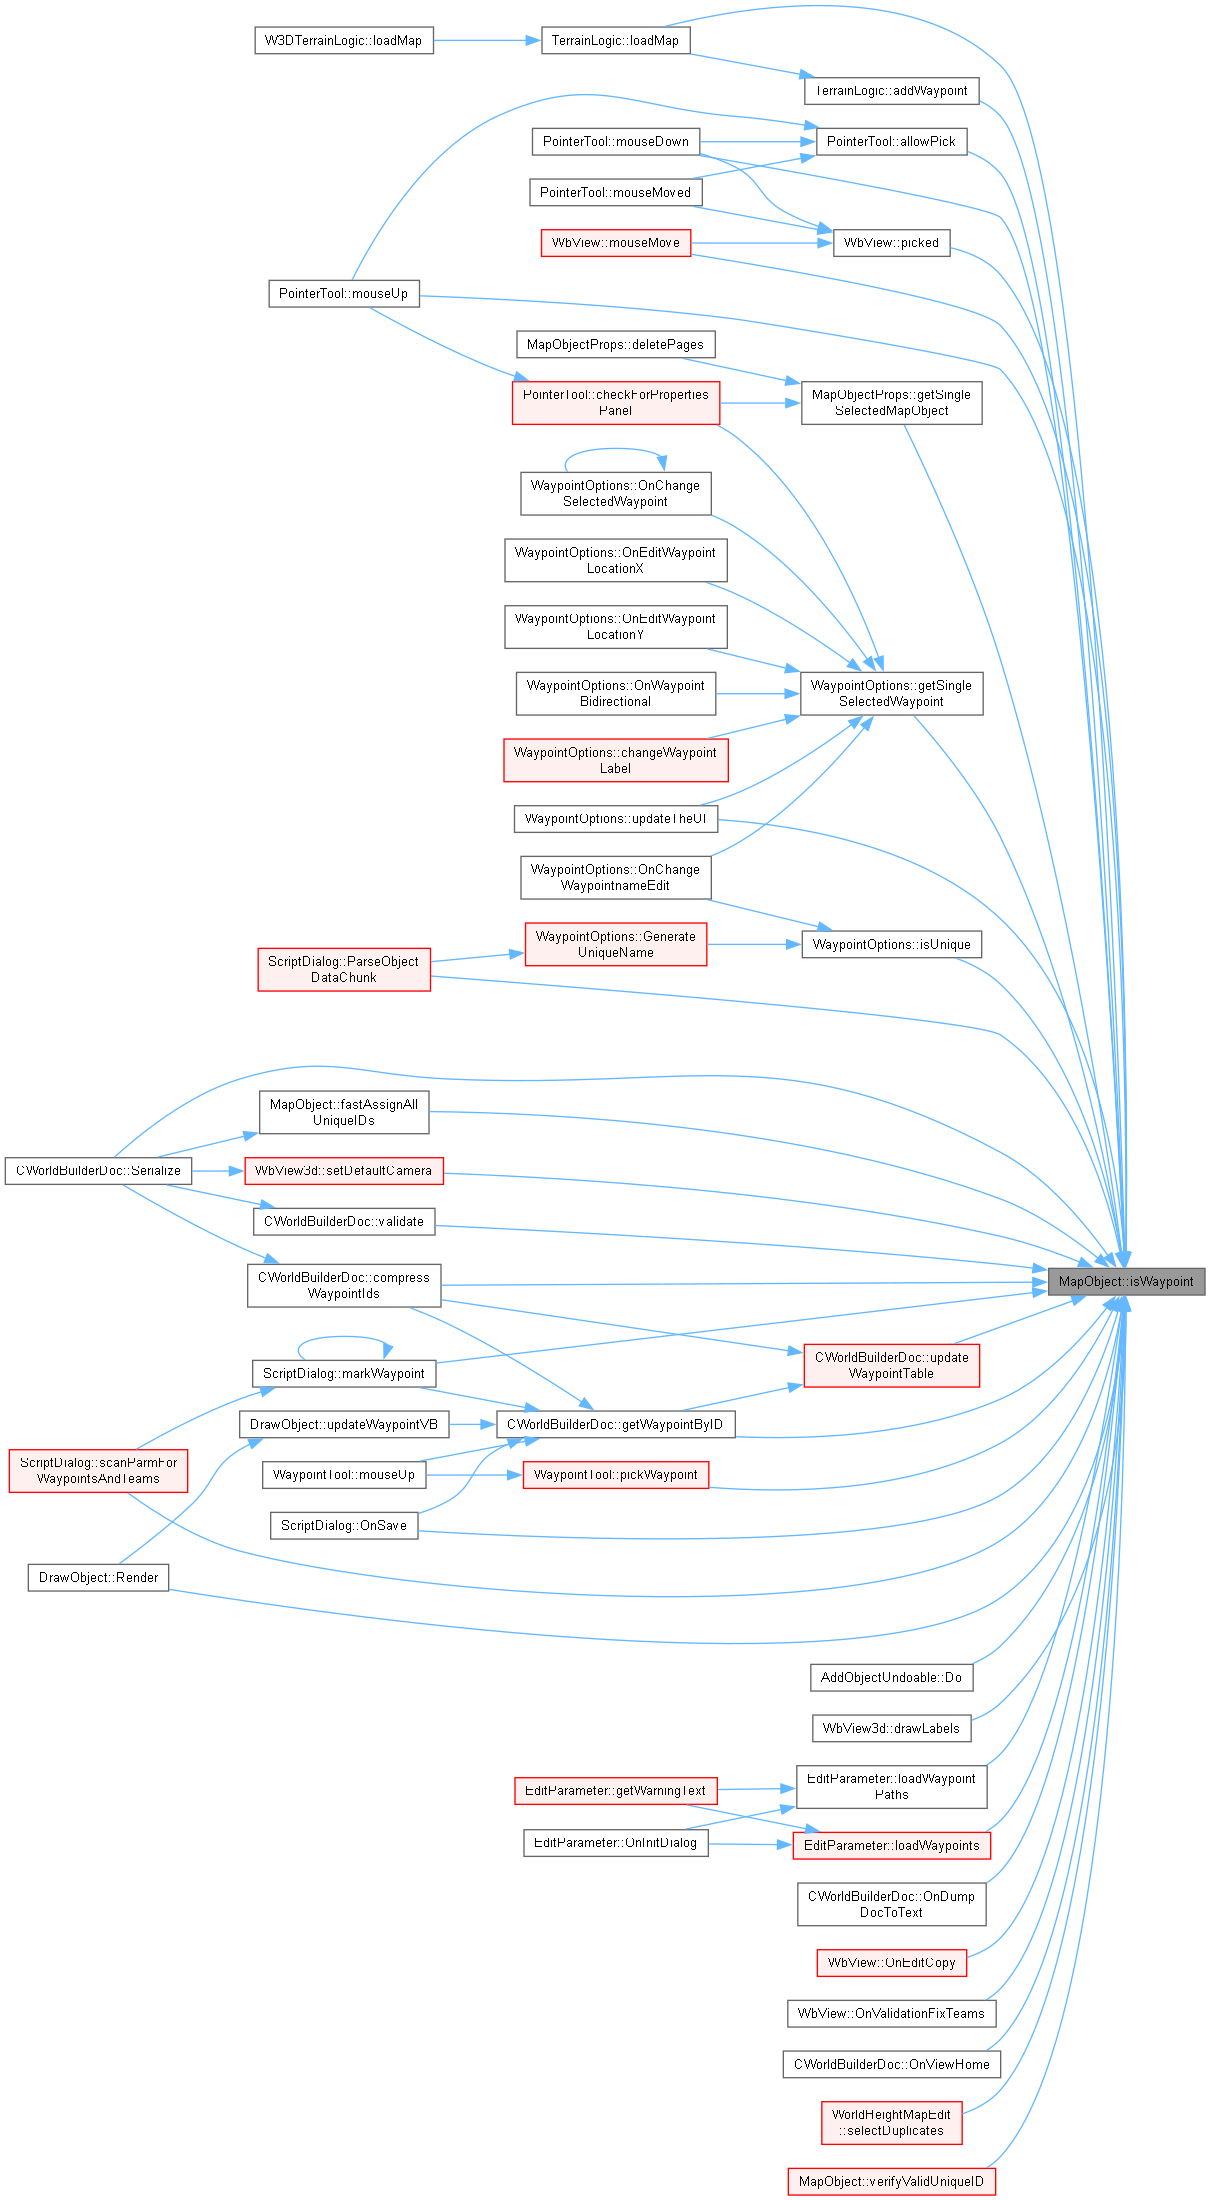 W3DTerrainLogic::loadMap
TerrainLogic::loadMap
TerrainLogic::addWaypoint
PointerTool::mouseDown
PointerTool::allowPick
PointerTool::mouseMoved
WbView::mouseMove
WbView::picked
PointerTool::mouseUp
MapObjectProps::deletePages
PointerTool::checkForProperties
Panel
MapObjectProps::getSingle
SelectedMapObject
WaypointOptions::OnChange
SelectedWaypoint
WaypointOptions::OnEditWaypoint
LocationX
WaypointOptions::OnEditWaypoint
LocationY
WaypointOptions::OnWaypoint
Bidirectional
WaypointOptions::getSingle
SelectedWaypoint
WaypointOptions::changeWaypoint
Label
WaypointOptions::updateTheUI
WaypointOptions::OnChange
WaypointnameEdit
WaypointOptions::Generate
UniqueName
WaypointOptions::isUnique
ScriptDialog::ParseObject
DataChunk
MapObject::fastAssignAll
UniqueIDs
CWorldBuilderDoc::Serialize
WbView3d::setDefaultCamera
CWorldBuilderDoc::validate
CWorldBuilderDoc::compress
WaypointIds
MapObject::isWaypoint
ScriptDialog::markWaypoint
CWorldBuilderDoc::update
WaypointTable
DrawObject::updateWaypointVB
CWorldBuilderDoc::getWaypointByID
ScriptDialog::scanParmFor
WaypointsAndTeams
WaypointTool::mouseUp
WaypointTool::pickWaypoint
ScriptDialog::OnSave
DrawObject::Render
AddObjectUndoable::Do
WbView3d::drawLabels
EditParameter::getWarningText
EditParameter::loadWaypoint
Paths
EditParameter::OnInitDialog
EditParameter::loadWaypoints
CWorldBuilderDoc::OnDump
DocToText
WbView::OnEditCopy
WbView::OnValidationFixTeams
CWorldBuilderDoc::OnViewHome
WorldHeightMapEdit
::selectDuplicates
MapObject::verifyValidUniqueID